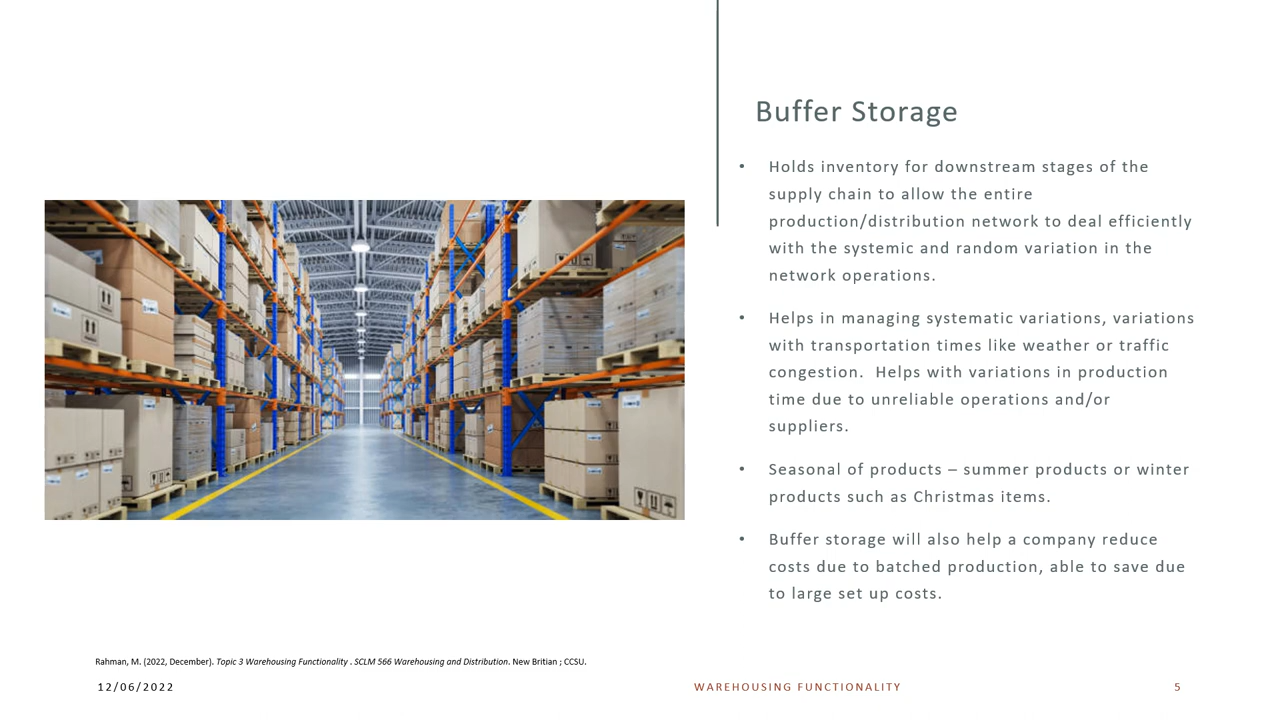 Buffer Storage
• Holds inventory for downstream stages of the
supply chain to allow the entire
production/distribution network to deal efficiently
with the systemic and random variation in the
network operations.
• Helps in managing systematic variations, variations
with transportation times like weather or traffic
congestion.  Helps with variations in production
time due to unreliable operations and/or
suppliers.
• Seasonal of products – summer products or winter
products such as Christmas items.
• Buffer storage will also help a company reduce
costs due to batched production, able to save due
to large set up costs.
Rahman, M. (2022, December). Topic 3 Warehousing Functionality . SCLM 566 Warehousing and Distribution. New Britian ; CCSU.
12/06/2022
WAREHOUSING FUNCTIONALITY
5